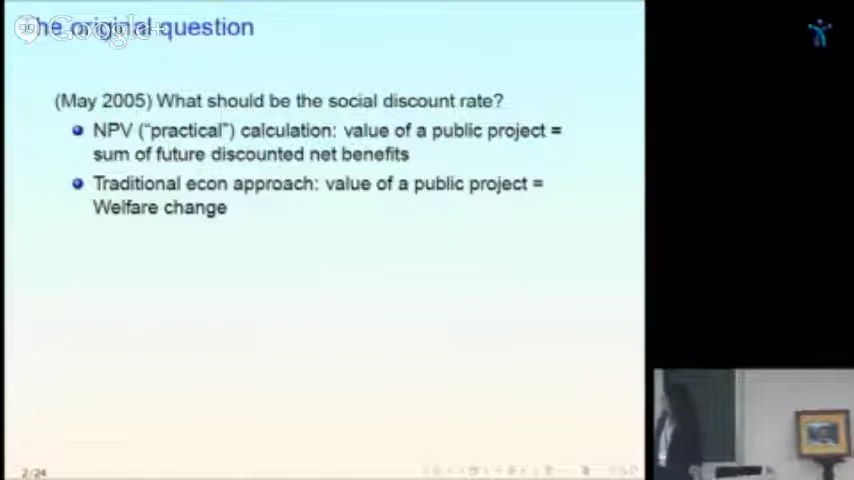 The original question
Google+
(May 2005) What should be the social discount rate?
NPV ("practical") calculation: value of a public project =
sum of future discounted net benefits
Traditional econ approach: value of a public project =
Welfare change
2/24